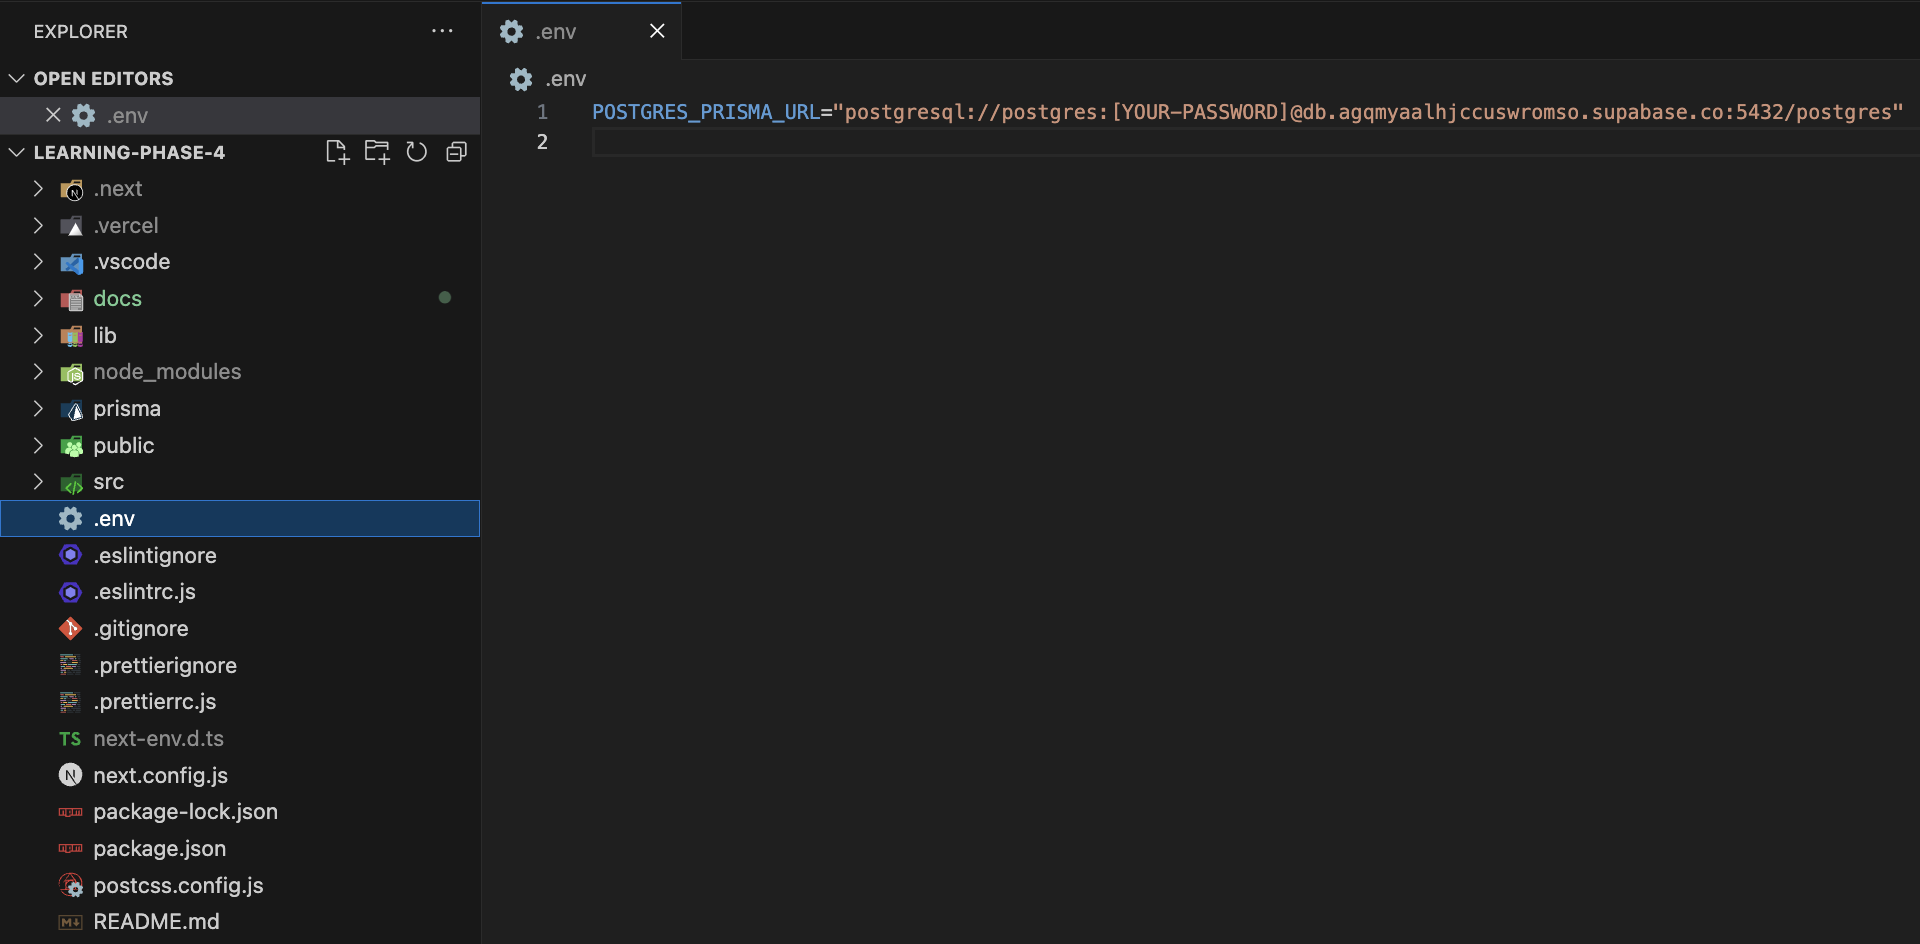 EXPLORER
OPEN EDITORS
.env
LEARNING-PHASE-4
.next
.vercel
.vscode
docs
lib
node_modules
prisma
public
src
.env
.eslintignore
.eslintrc.js
.gitignore
.prettierignore
.prettierrc.js
TS next-env.d.ts
next.config.js
package-lock.json
package.json
postcss.config.js
README.md
.env
.env
1 POSTGRES_PRISMA_URL="postgresql://postgres:[YOUR-PASSWORD]@db.agqmyaalhjccuswromso.supabase.co:5432/postgres"
2